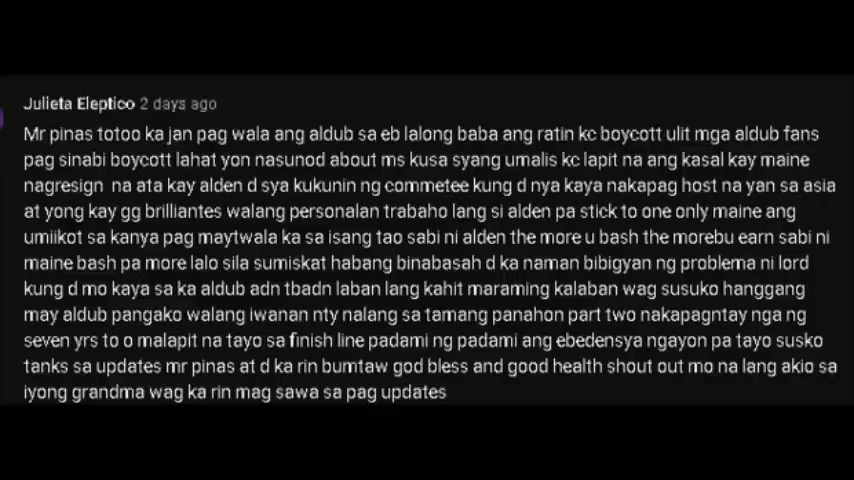 Julieta Eleptico 2 days ago
Mr pinas totoo ka jan pag wala ang aldub sa eb lalong baba ang ratin kc boycott ulit mga aldub fans
pag sinabi boycott lahat yon nasunod about ms kusa syang umalis kc lapit na ang kasal kay maine
nagresign na ata kay alden d sya kukunin ng commetee kung d nya kaya nakapag host na yan sa asia
at yong kay gg brilliantes walang personalan trabaho lang si alden pa stick to one only maine ang
umiikot sa kanya pag maytwala ka sa isang tao sabi ni alden the more u bash the morebu earn sabi ni
maine bash pa more lalo sila sumiskat habang binabasah d ka naman bibigyan ng problema ni lord
kung d mo kaya sa ka aldub adn tbadn laban lang kahit maraming kalaban wag susuko hanggang
may aldub pangako walang iwanan nty nalang sa tamang panahon part two nakapagntay nga ng
seven yrs to o malapit na tayo sa finish line padami ng padami ang ebedensya ngayon pa tayo susko
tanks sa updates mr pinas at d ka rin bumtaw god bless and good health shout out mo na lang akio sa
iyong grandma wag ka rin mag sawa sa pag updates